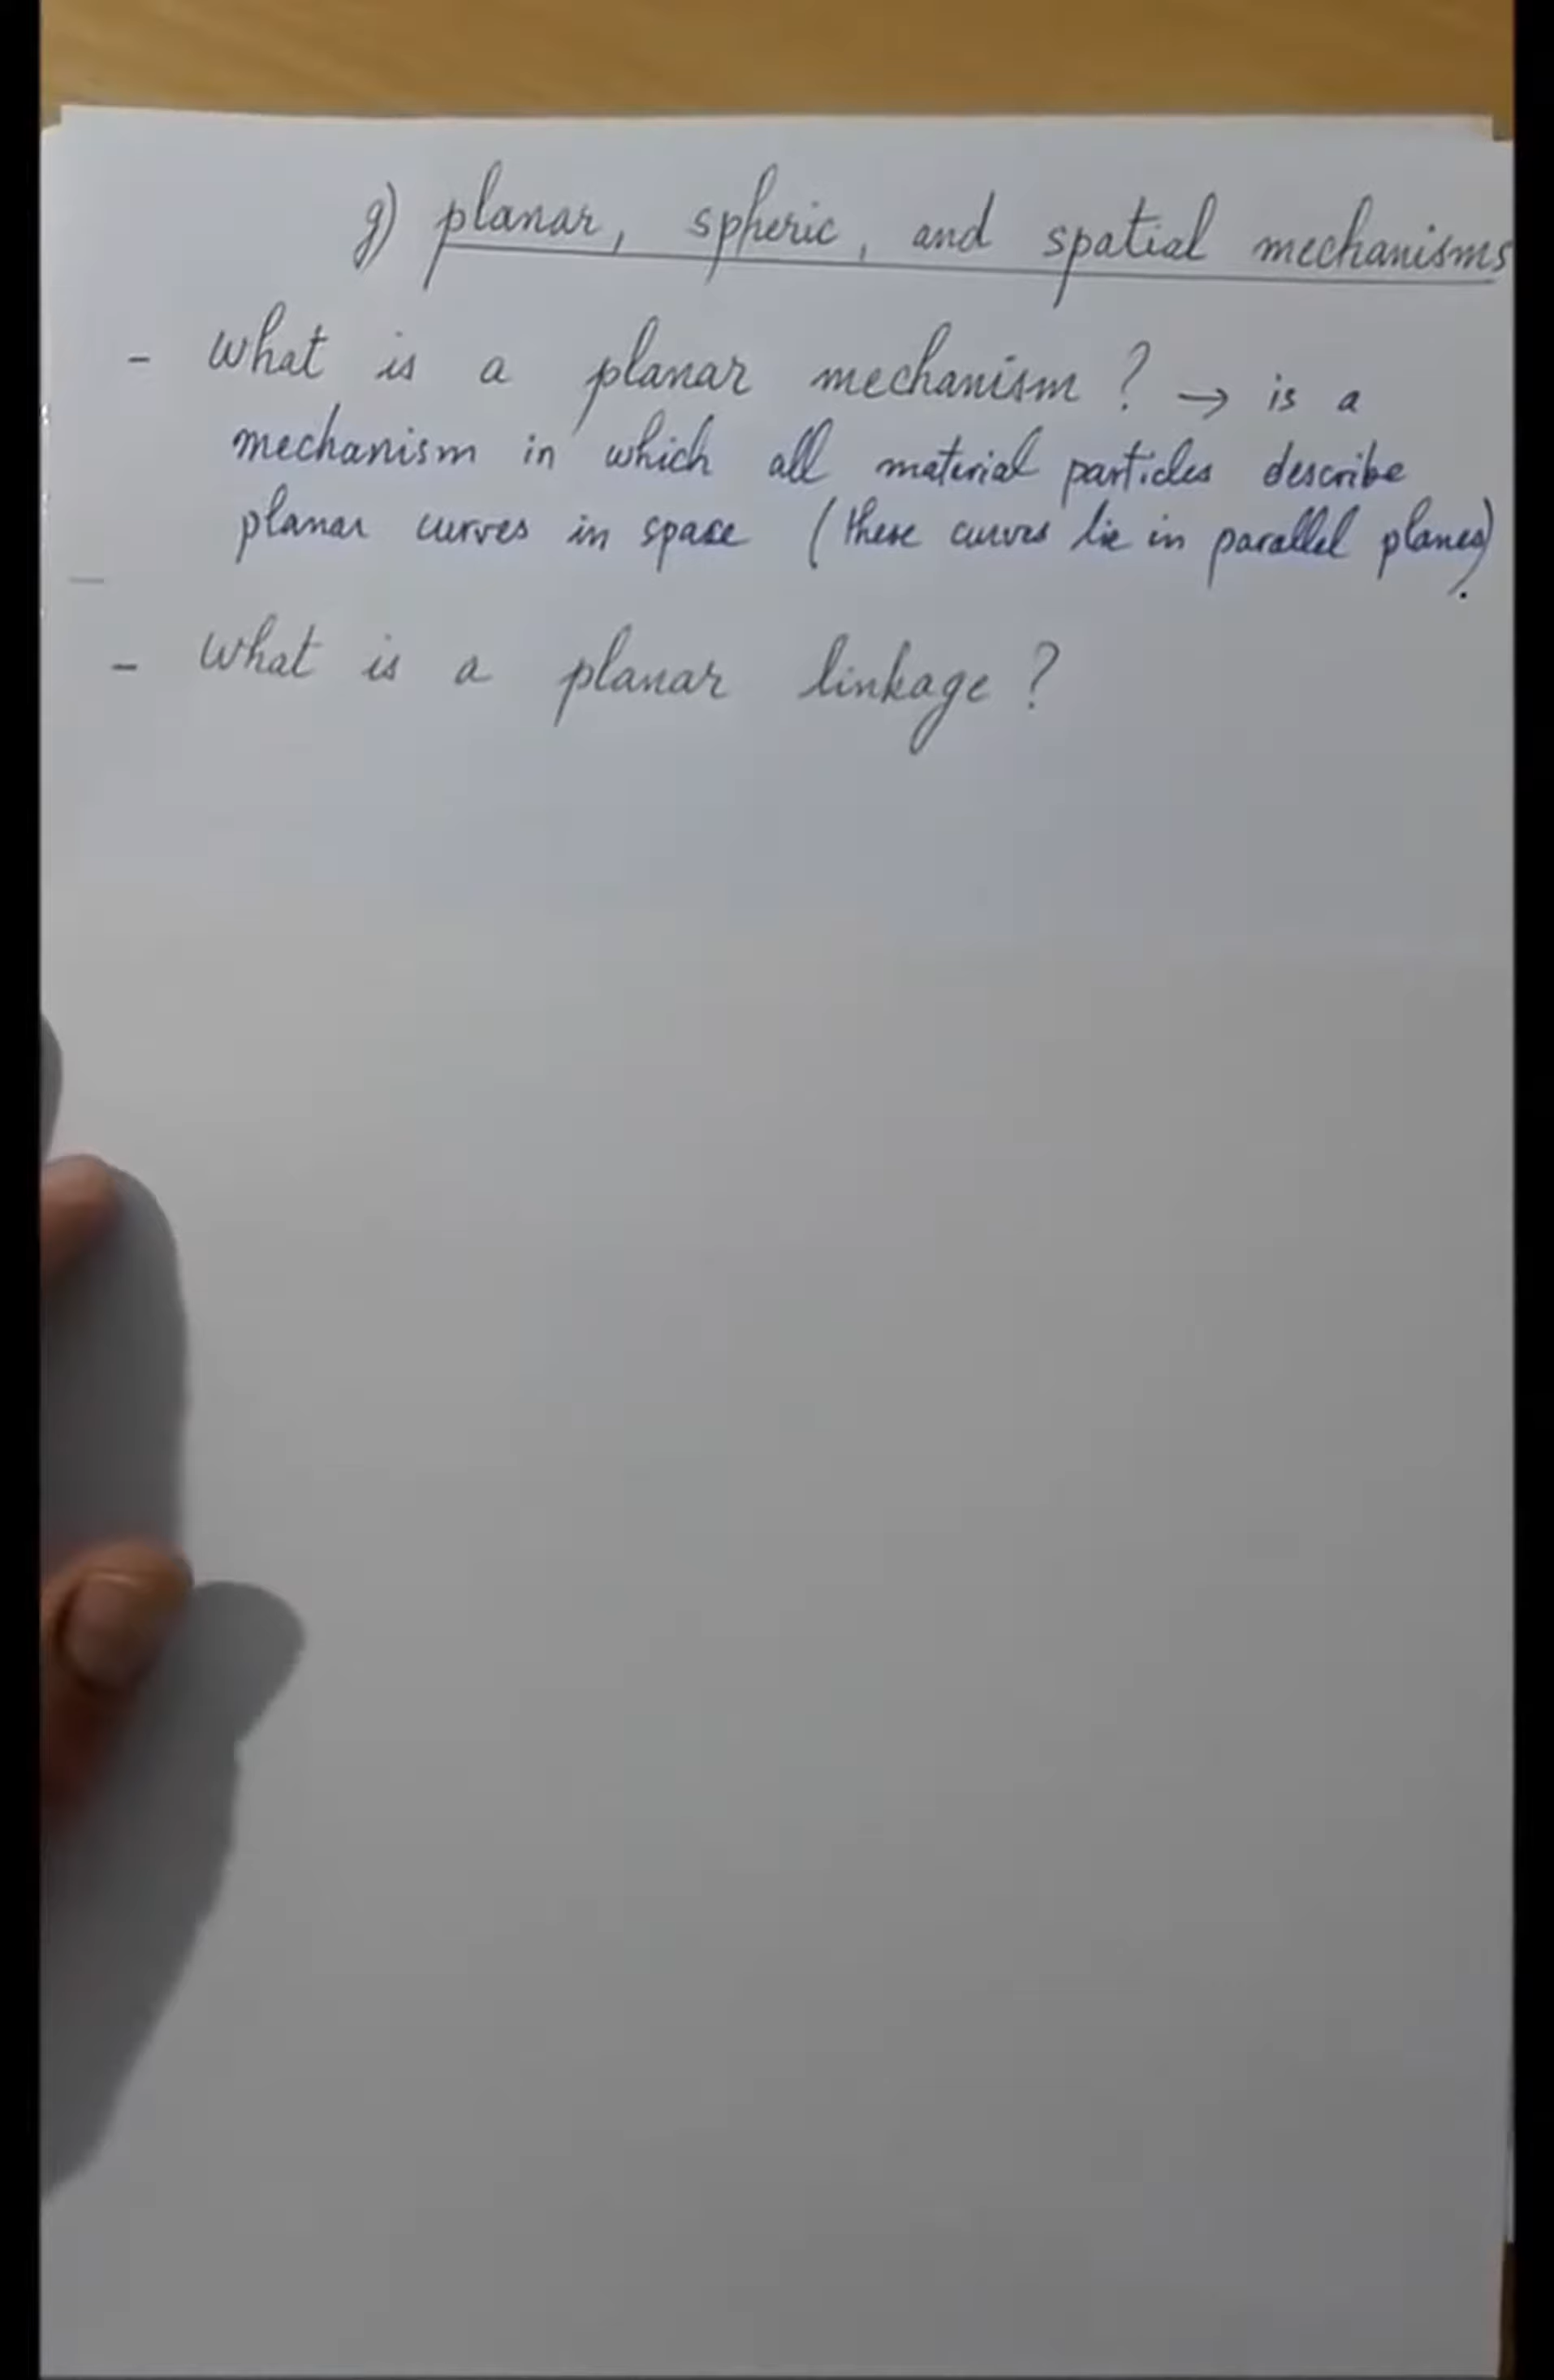 g) planar, spheric, and spatial mechanisms
- what is a planar mechanism? → is a
mechanism in which all material particles describe
planar curves in space (these curves lie in parallel planes).
- what is a planar linkage?